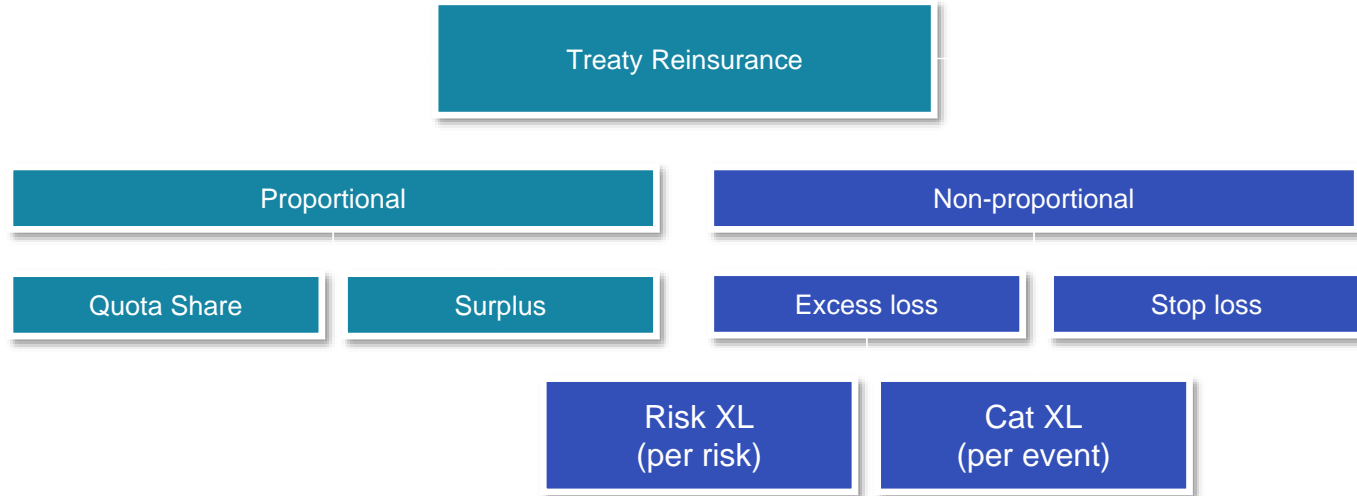 Treaty Reinsurance
Proportional
Non-proportional
Quota Share
Surplus
Excess loss
Stop loss
Risk XL
(per risk)
Cat XL
(per event)